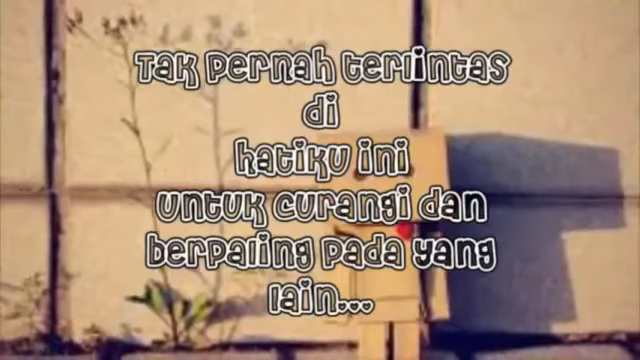 Tak pernah terlintas
di
hatiku ini
untuk curangi dan
berpaling pada yang
lain...